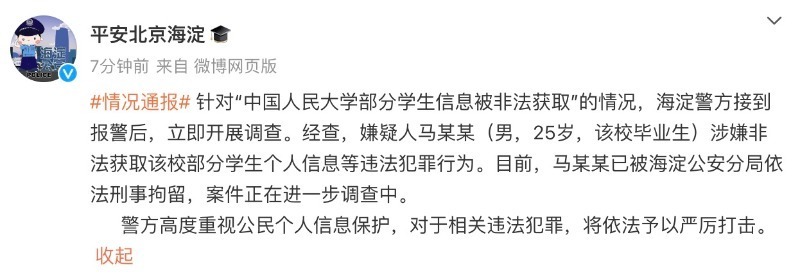 平安北京海淀
7分钟前 来自 微博网页版
#情况通报# 针对“中国人民大学部分学生信息被非法获取”的情况，海淀警方接到
报警后，立即开展调查。经查，嫌疑人马某某（男，25岁，该校毕业生）涉嫌非
法获取该校部分学生个人信息等违法犯罪行为。目前，马某某已被海淀公安分局依
法刑事拘留，案件正在进一步调查中。
警方高度重视公民个人信息保护，对于相关违法犯罪，将依法予以严厉打击。
收起
海淀
POLICE